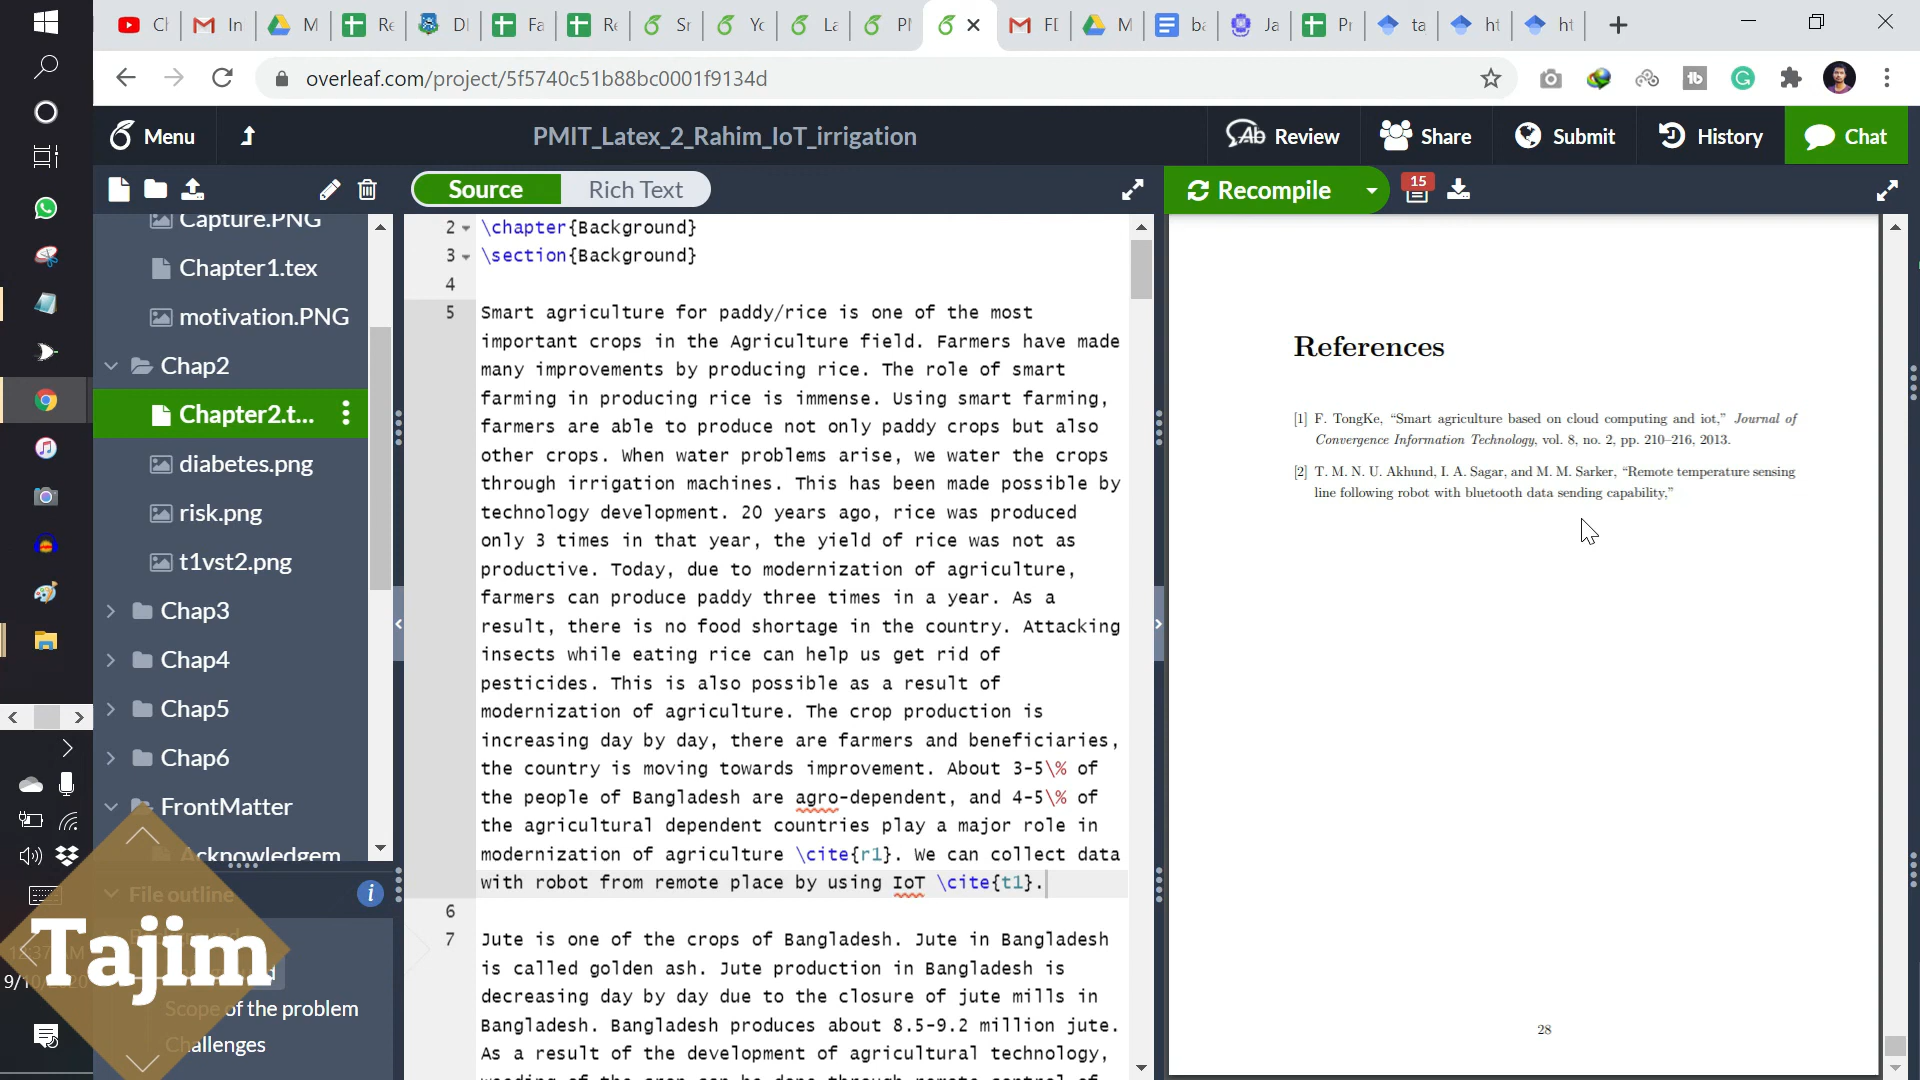 Ch
In
M
Re
DI
Fa
Re
Sr
Yo
La
Pl
FD
M
ba
Ja
Pr
ta
ht
ht
overleaf.com/project/5f5740c51b88bc0001f9134d
Menu
PMIT_Latex_2_Rahim_IoT_irrigation
Review
Share
Submit
History
Chat
Source
Rich Text
Recompile
15
Capture.PNG
Chapter1.tex
motivation.PNG
Chap2
Chapter2.t...
diabetes.png
risk.png
t1vst2.png
Chap3
Chap4
Chap5
Chap6
FrontMatter
Acknowledgem
File outline
Scope of the problem
Challenges
Tajim
2 \chapter{Background}
3 \section{Background}
4
5 Smart agriculture for paddy/rice is one of the most
important crops in the Agriculture field. Farmers have made
many improvements by producing rice. The role of smart
farming in producing rice is immense. Using smart farming,
farmers are able to produce not only paddy crops but also
other crops. When water problems arise, we water the crops
through irrigation machines. This has been made possible by
technology development. 20 years ago, rice was produced
only 3 times in that year, the yield of rice was not as
productive. Today, due to modernization of agriculture,
farmers can produce paddy three times in a year. As a
result, there is no food shortage in the country. Attacking
insects while eating rice can help us get rid of
pesticides. This is also possible as a result of
modernization of agriculture. The crop production is
increasing day by day, there are farmers and beneficiaries,
the country is moving towards improvement. About 3-5\% of
the people of Bangladesh are agro-dependent, and 4-5\% of
the agricultural dependent countries play a major role in
modernization of agriculture \cite{r1}. We can collect data
with robot from remote place by using IoT \cite{t1}.
6
7 Jute is one of the crops of Bangladesh. Jute in Bangladesh
is called golden ash. Jute production in Bangladesh is
decreasing day by day due to the closure of jute mills in
Bangladesh. Bangladesh produces about 8.5-9.2 million jute.
As a result of the development of agricultural technology,
References
[1] F. TongKe, “Smart agriculture based on cloud computing and iot,” Journal of
Convergence Information Technology, vol. 8, no. 2, pp. 210–216, 2013.
[2] T. M. N. U. Akhund, I. A. Sagar, and M. M. Sarker, “Remote temperature sensing
line following robot with bluetooth data sending capability,”
28